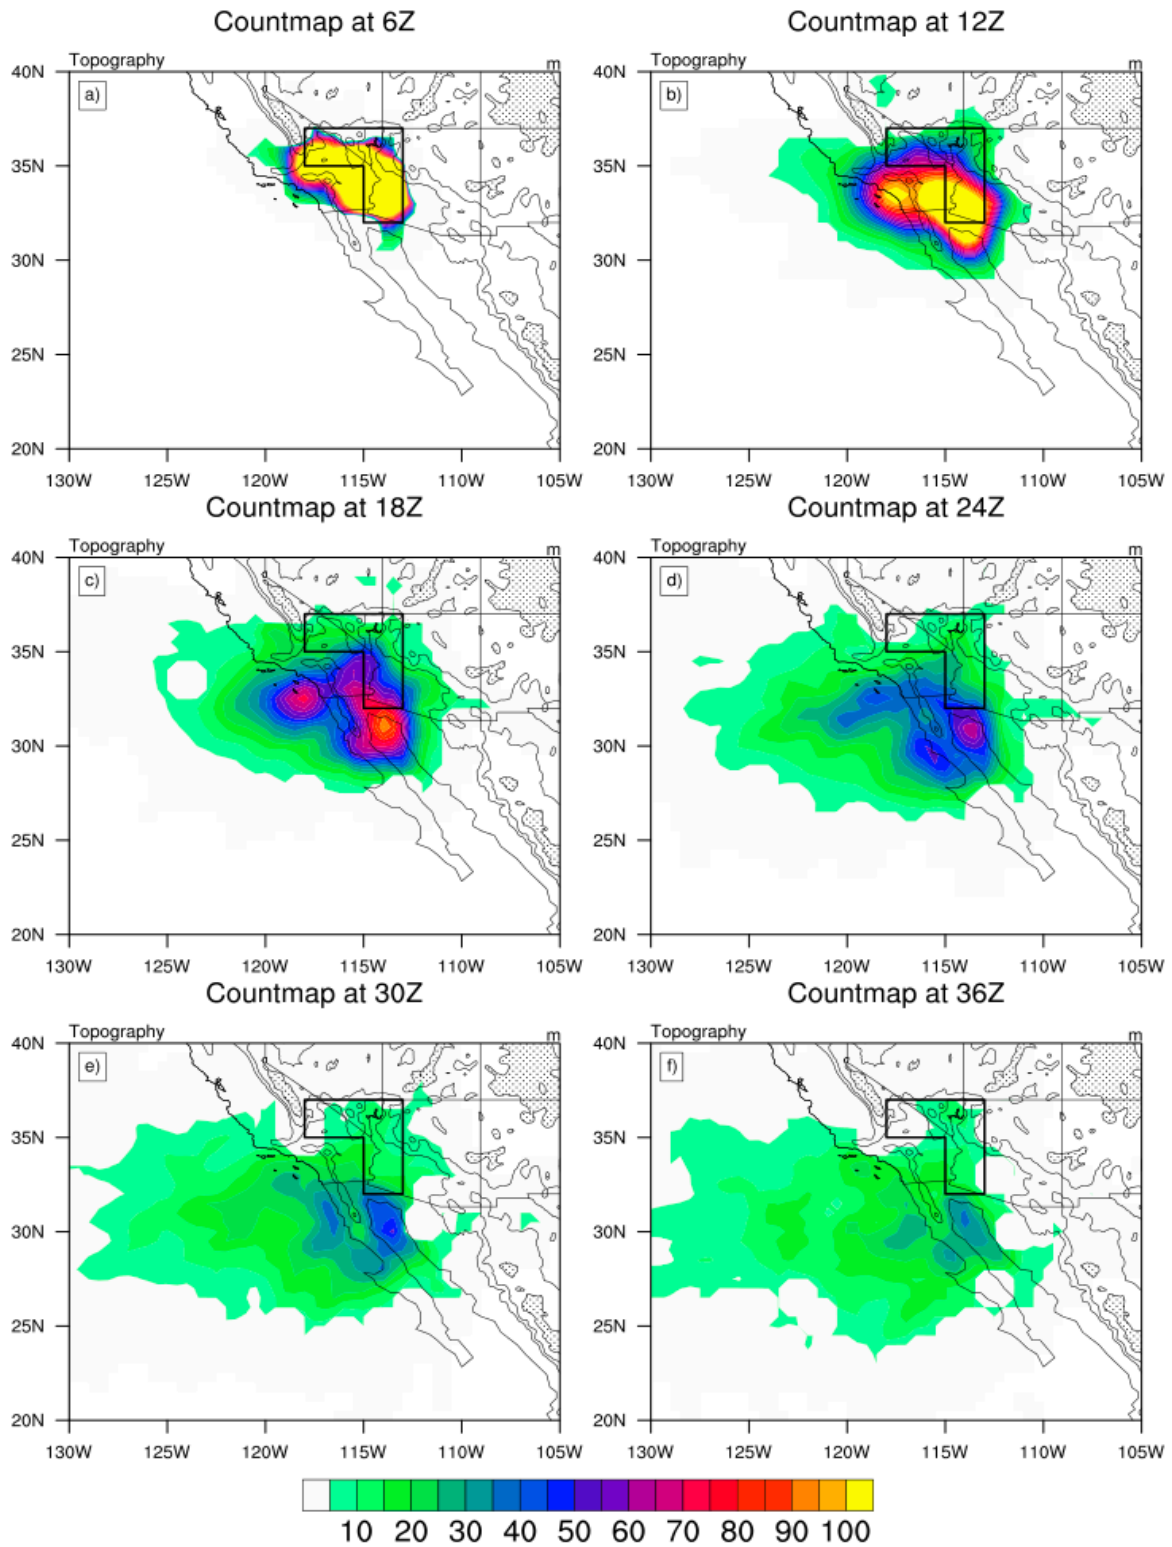 Countmap at 6Z
Countmap at 12Z
Topography m
Topography m
40N
a)
35N
30N
25N
20N
130W 125W 120W 115W 110W 105W
40N
b)
35N
30N
25N
20N
130W 125W 120W 115W 110W 105W
Countmap at 18Z
Countmap at 24Z
Topography m
Topography m
40N
c)
35N
30N
25N
20N
130W 125W 120W 115W 110W 105W
40N
d)
35N
30N
25N
20N
130W 125W 120W 115W 110W 105W
Countmap at 30Z
Countmap at 36Z
Topography m
Topography m
40N
e)
35N
30N
25N
20N
130W 125W 120W 115W 110W 105W
40N
f)
35N
30N
25N
20N
130W 125W 120W 115W 110W 105W
10 20 30 40 50 60 70 80 90 100